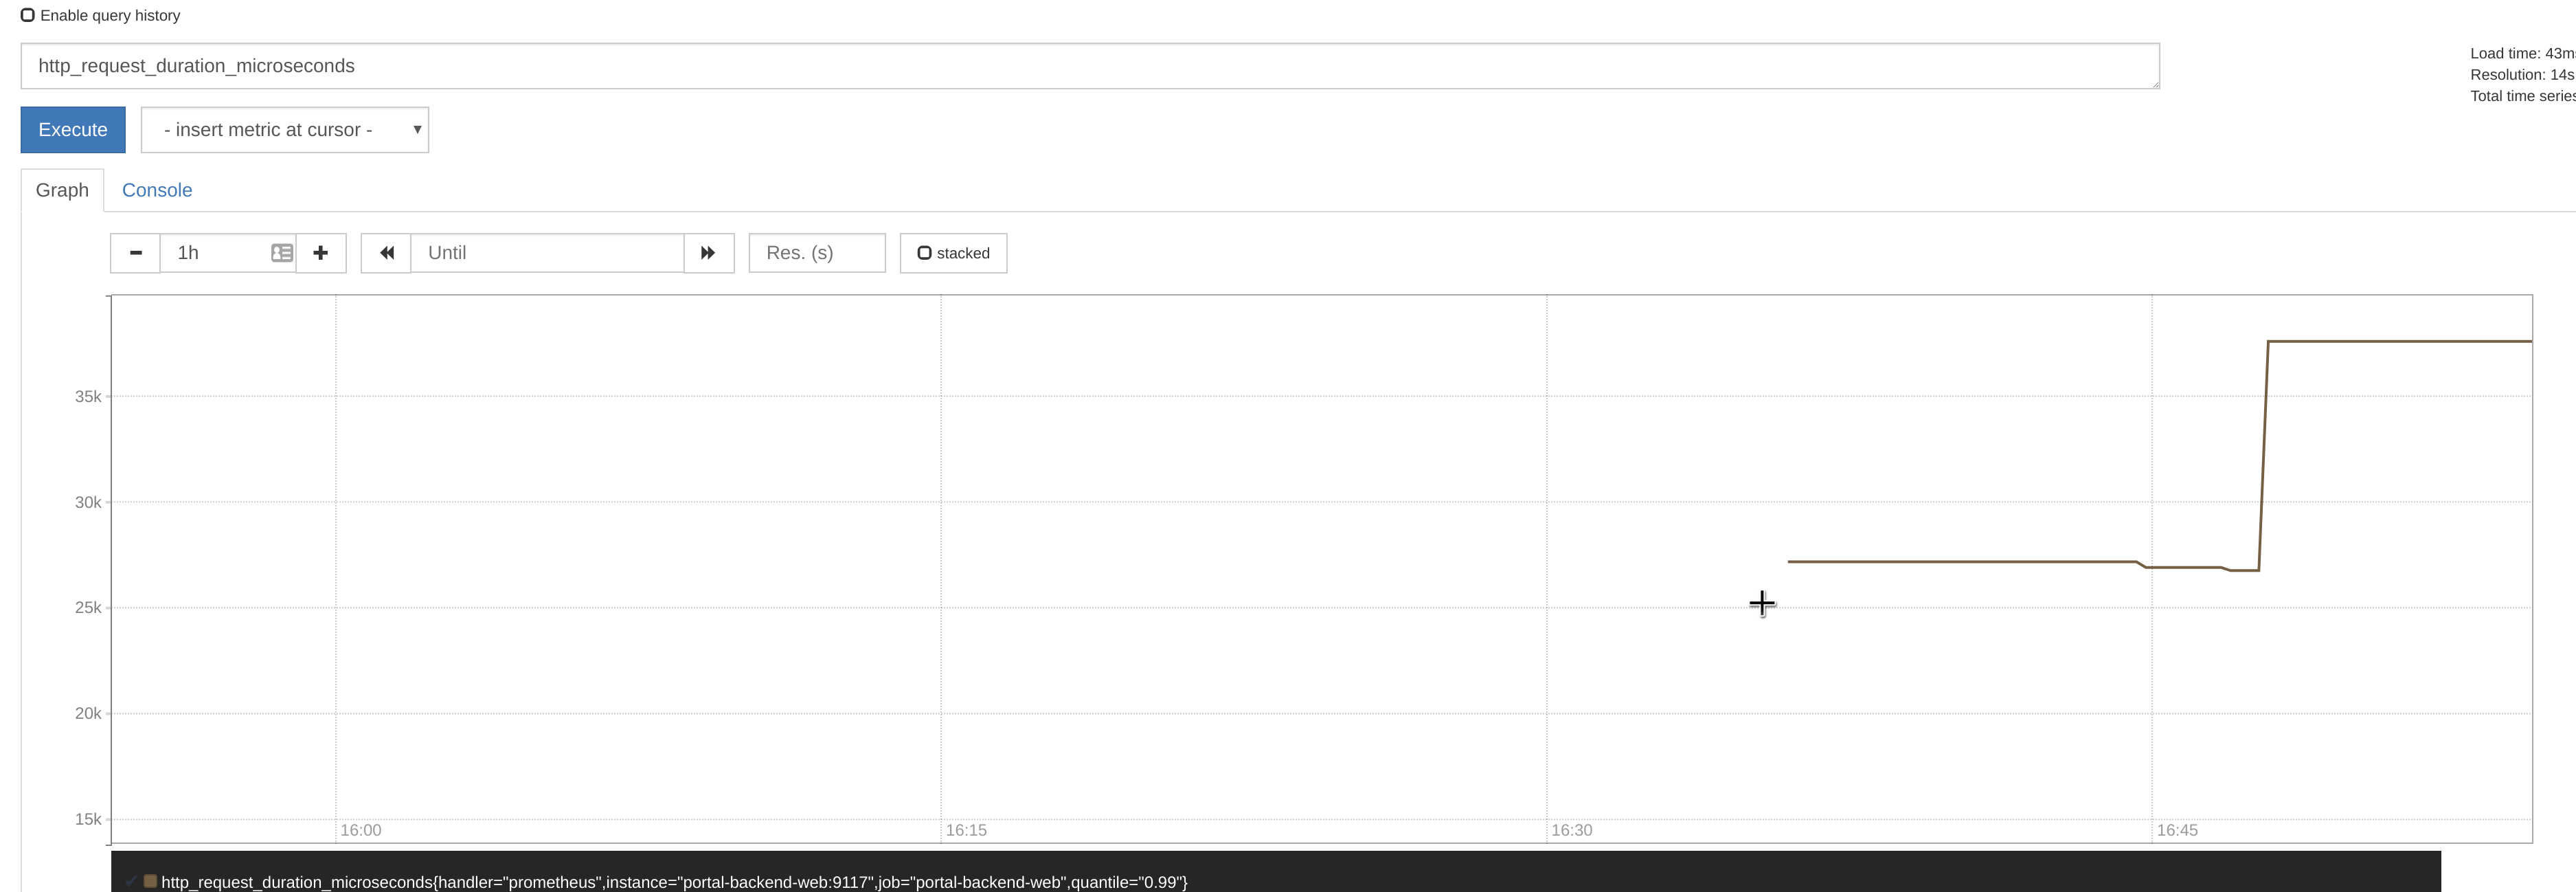 Enable query history
http_request_duration_microseconds
Load time: 43ms
Resolution: 14s
Total time series
Execute
- insert metric at cursor -
Graph
Console
1h
Until
Res. (s)
stacked
35k
30k
25k
20k
15k
16:00
16:15
16:30
16:45
http_request_duration_microseconds{handler="prometheus",instance="portal-backend-web:9117",job="portal-backend-web",quantile="0.99"}